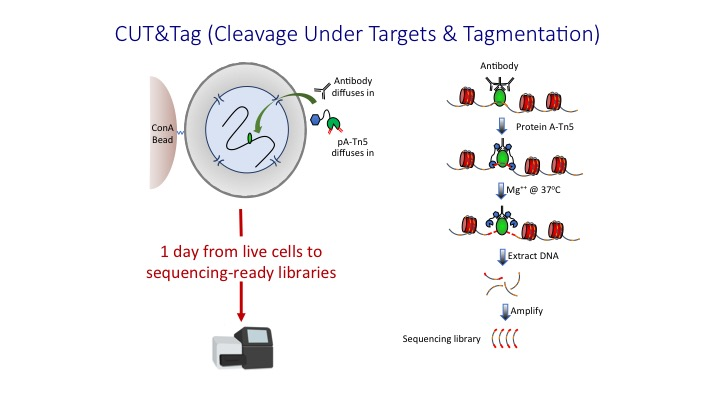 CUT&Tag (Cleavage Under Targets & Tagmentation)
ConA
Bead
Antibody
diffuses in
pA-Tn5
diffuses in
1 day from live cells to
sequencing-ready libraries
Antibody
Protein A-Tn5
Mg⁺⁺ @ 37⁰C
Extract DNA
Amplify
Sequencing library